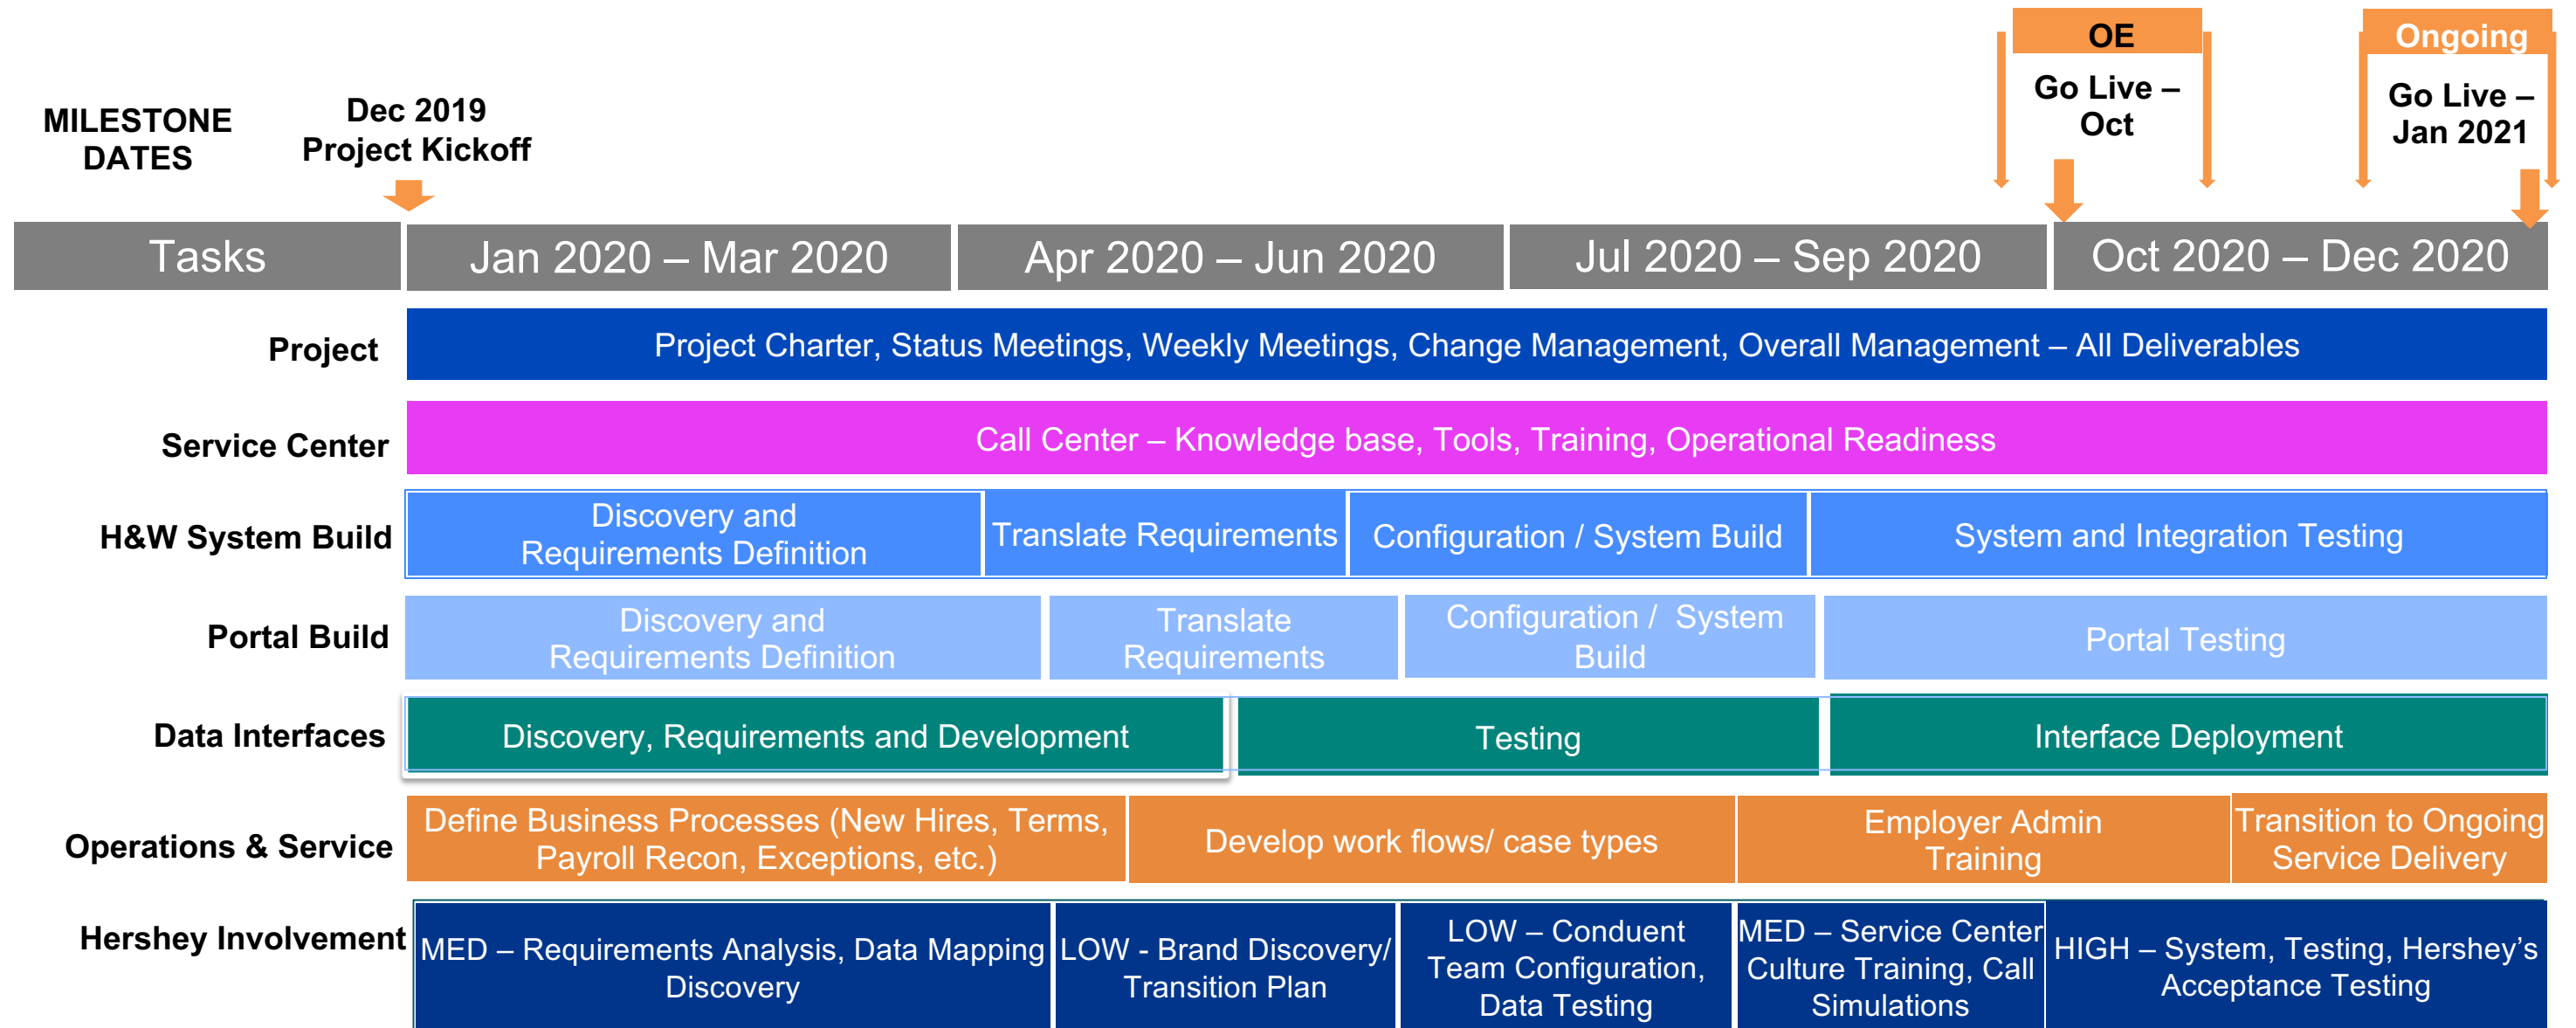 OE
Ongoing
Go Live –
Oct
Go Live –
Jan 2021
MILESTONE
DATES
Dec 2019
Project Kickoff
Tasks
Jan 2020 – Mar 2020
Apr 2020 – Jun 2020
Jul 2020 – Sep 2020
Oct 2020 – Dec 2020
Project
Project Charter, Status Meetings, Weekly Meetings, Change Management, Overall Management – All Deliverables
Service Center
Call Center – Knowledge base, Tools, Training, Operational Readiness
H&W System Build
Discovery and
Requirements Definition
Translate Requirements
Configuration / System Build
System and Integration Testing
Portal Build
Discovery and
Requirements Definition
Translate
Requirements
Configuration / System
Build
Portal Testing
Data Interfaces
Discovery, Requirements and Development
Testing
Interface Deployment
Operations & Service
Define Business Processes (New Hires, Terms,
Payroll Recon, Exceptions, etc.)
Develop work flows/ case types
Employer Admin
Training
Transition to Ongoing
Service Delivery
Hershey Involvement
MED – Requirements Analysis, Data Mapping
Discovery
LOW - Brand Discovery/
Transition Plan
LOW – Conduent
Team Configuration,
Data Testing
MED – Service Center
Culture Training, Call
Simulations
HIGH – System, Testing, Hershey’s
Acceptance Testing